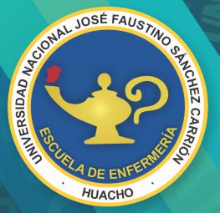 UNIVERSIDAD NACIONAL JOSÉ FAUSTINO SÁNCHEZ CARRIÓN
ESCUELA DE ENFERMERÍA
· HUACHO ·